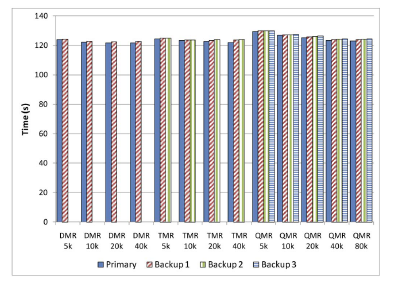 140
120
100
80
60
40
20
0
Time (s)
DMR DMR DMR DMR TMR TMR TMR TMR QMR QMR QMR QMR QMR
5k 10k 20k 40k 5k 10k 20k 40k 5k 10k 20k 40k 80k
Primary Backup 1 Backup 2 Backup 3